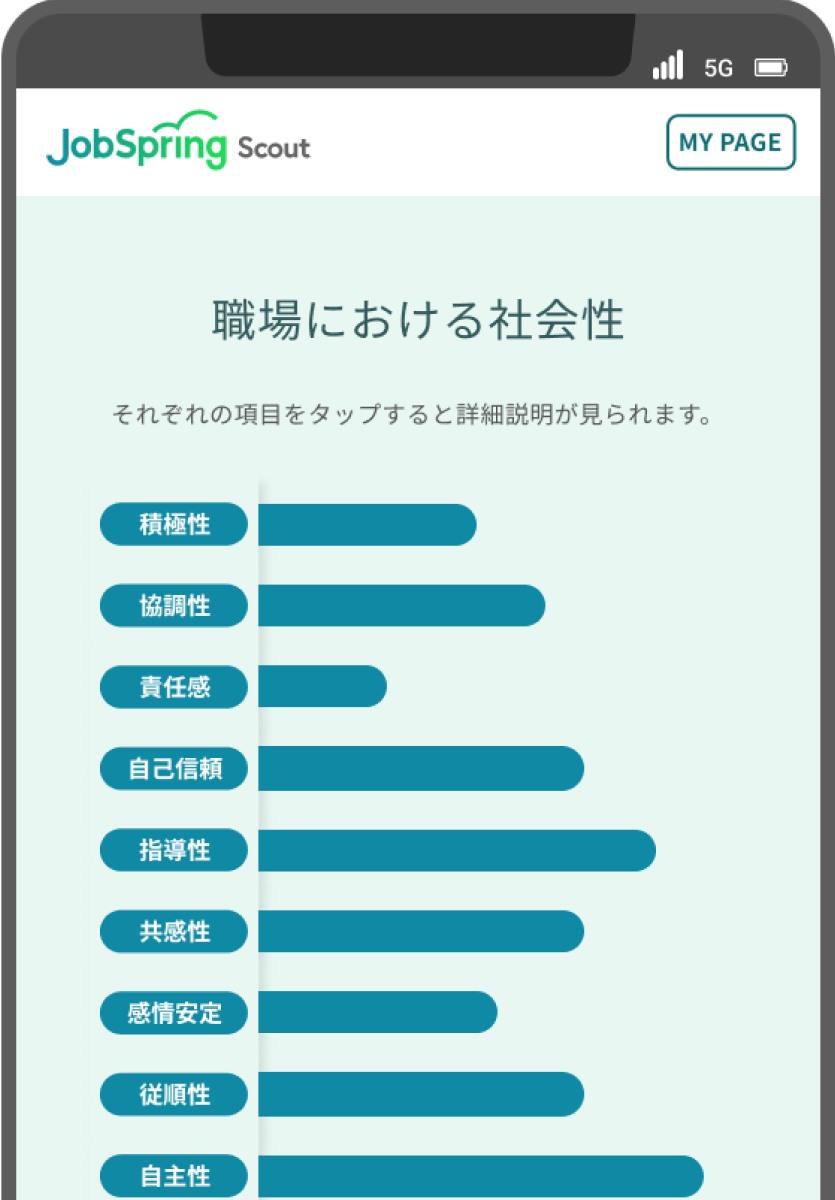 5G
JobSpring Scout
MY PAGE
職場における社会性
それぞれの項目をタップすると詳細説明が見られます。
積極性
協調性
責任感
自己信頼
指導性
共感性
感情安定
従順性
自主性